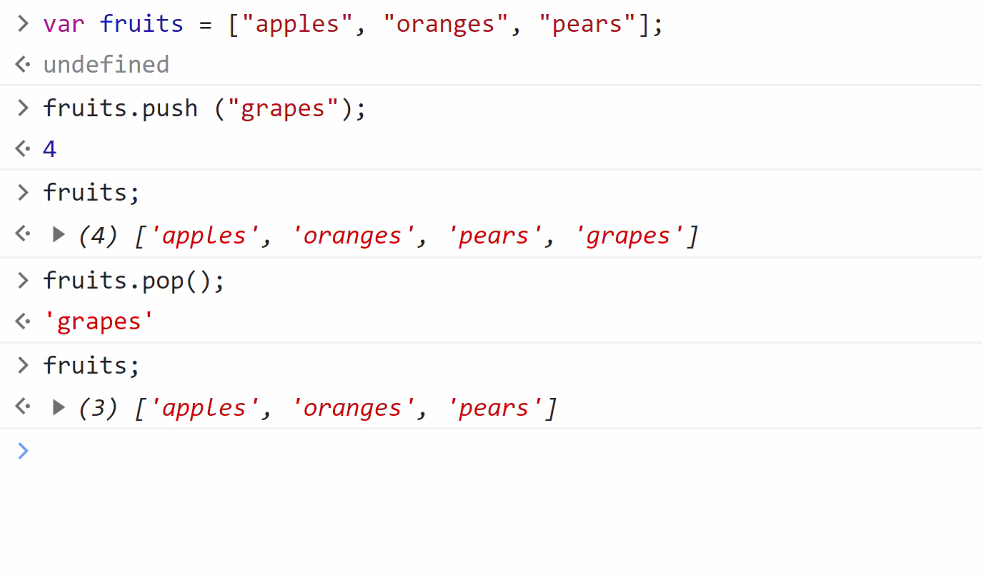 > var fruits = ["apples", "oranges", "pears"];
undefined
> fruits.push ("grapes");
4
> fruits;
(4) ['apples', 'oranges', 'pears', 'grapes']
> fruits.pop();
'grapes'
> fruits;
(3) ['apples', 'oranges', 'pears']
>